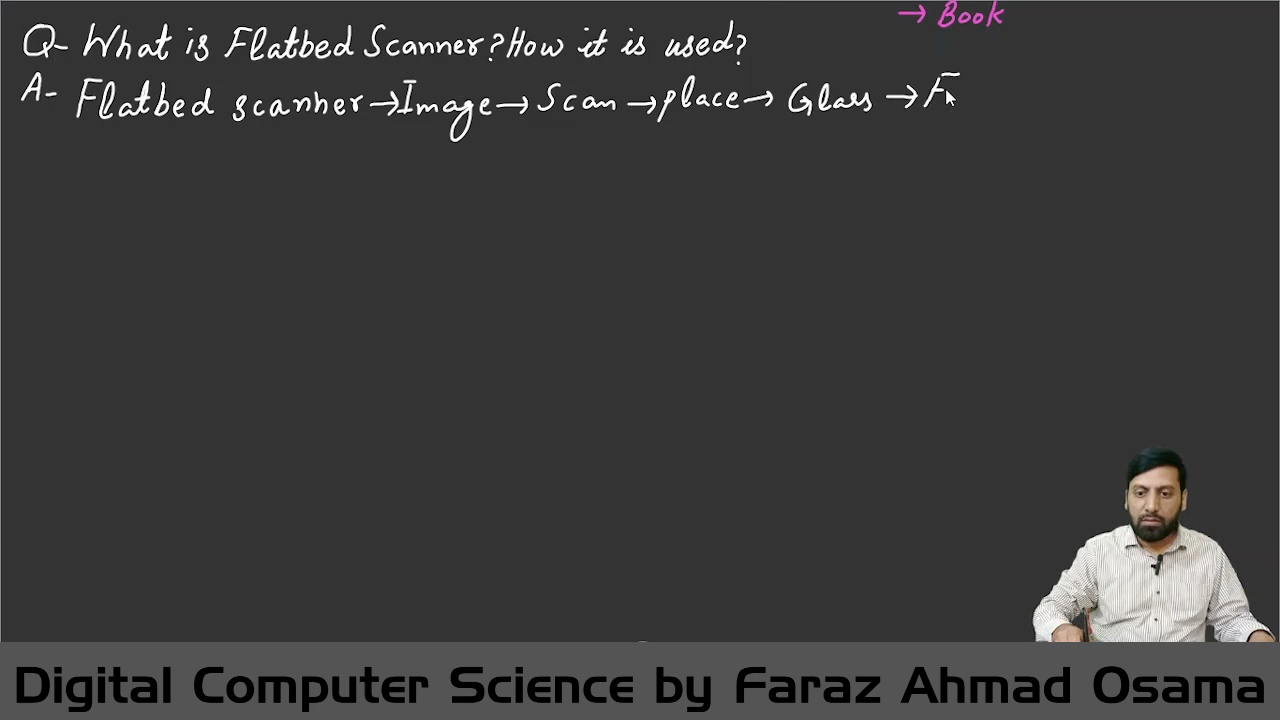 → Book
Q- What is Flatbed Scanner? How it is used?
A- Flatbed scanner → Image → Scan → place → Glass → F
Digital Computer Science by Faraz Ahmad Osama